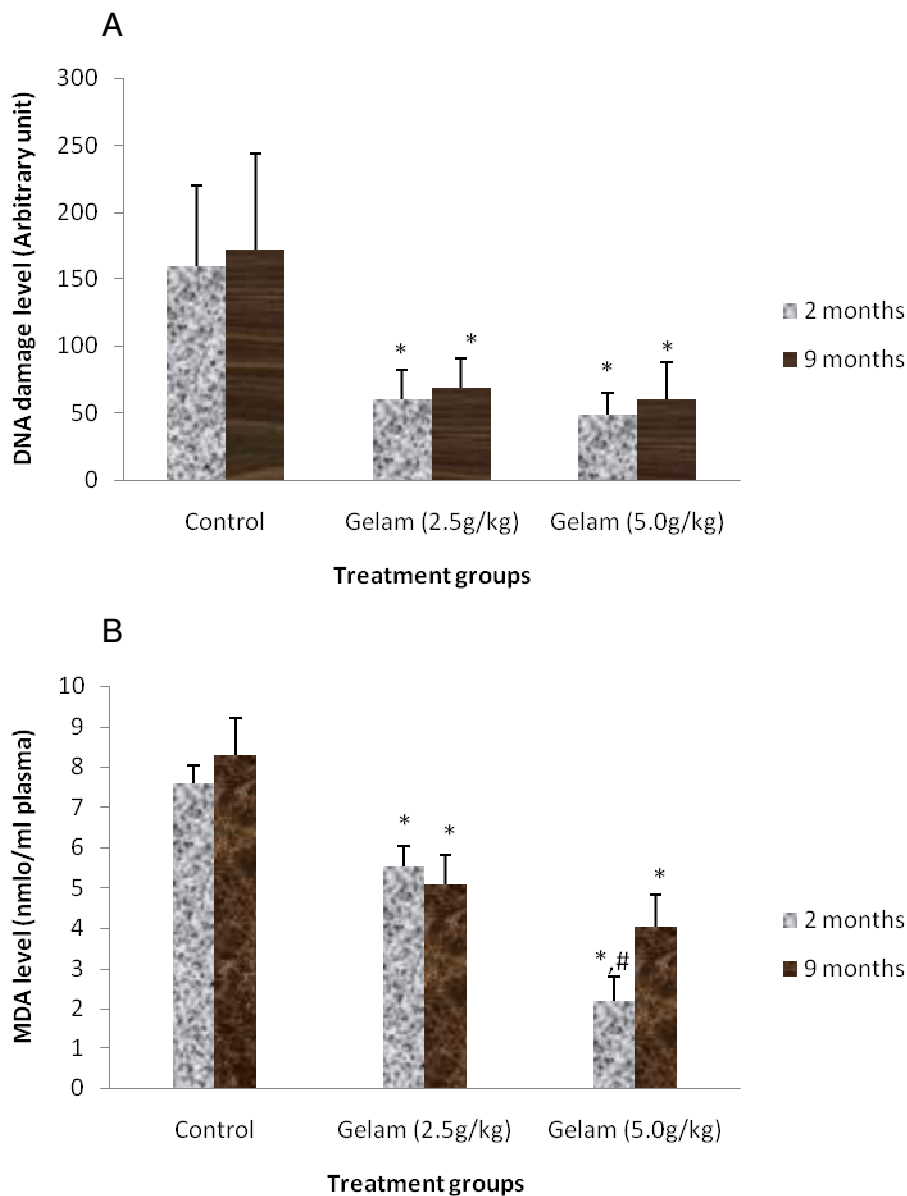 A
DNA damage level (Arbitrary unit)
300
250
200
150
100
50
0
* * * *
Control Gelam (2.5g/kg) Gelam (5.0g/kg)
Treatment groups
2 months
9 months
B
MDA level (nmlo/ml plasma)
10
9
8
7
6
5
4
3
2
1
0
* * *,# *
Control Gelam (2.5g/kg) Gelam (5.0g/kg)
Treatment groups
2 months
9 months